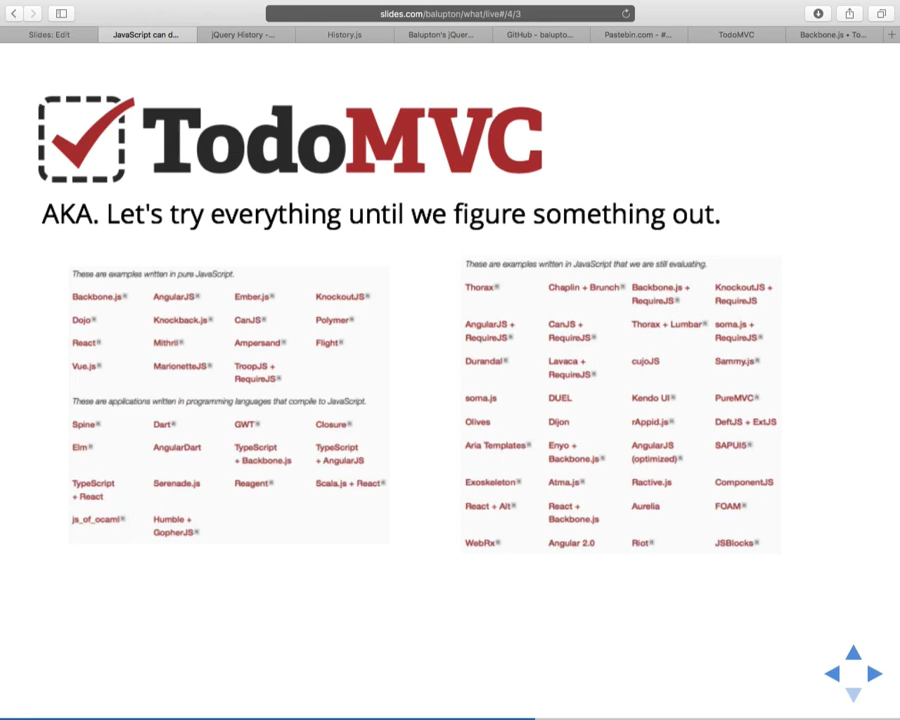 slides.com/balupton/what/live#/4/3
Slides: Edit
JavaScript can d...
jQuery History -...
History.js
Balupton's jQuer...
GitHub - balupto...
Pastebin.com - #...
TodoMVC
Backbone.js • To...
TodoMVC
AKA. Let's try everything until we figure something out.
These are examples written in pure JavaScript.
Backbone.js AngularJS Ember.js KnockoutJS
Dojo Knockback.js CanJS Polymer
React Mithril Ampersand Flight
Vue.js MarionetteJS TroopJS +
RequireJS
These are applications written in programming languages that compile to JavaScript.
Spine Dart GWT Closure
Elm AngularDart TypeScript TypeScript
+ Backbone.js + AngularJS
TypeScript Serenade.js Reagent Scala.js + React
+ React
js_of_ocaml Humble +
GopherJS
These are examples written in JavaScript that we are still evaluating.
Thorax Chaplin + Brunch Backbone.js + KnockoutJS +
RequireJS RequireJS
AngularJS + CanJS + Thorax + Lumbar soma.js +
RequireJS RequireJS RequireJS
Durandal Lavaca + cujoJS Sammy.js
RequireJS
soma.js DUEL Kendo UI PureMVC
Olives Dijon rAppid.js DeftJS + ExtJS
Aria Templates Enyo + AngularJS SAPUI5
Backbone.js (optimized)
Exoskeleton Atma.js Ractive.js ComponentJS
React + Alt React + Aurelia FOAM
Backbone.js
WebRx Angular 2.0 Riot JSBlocks